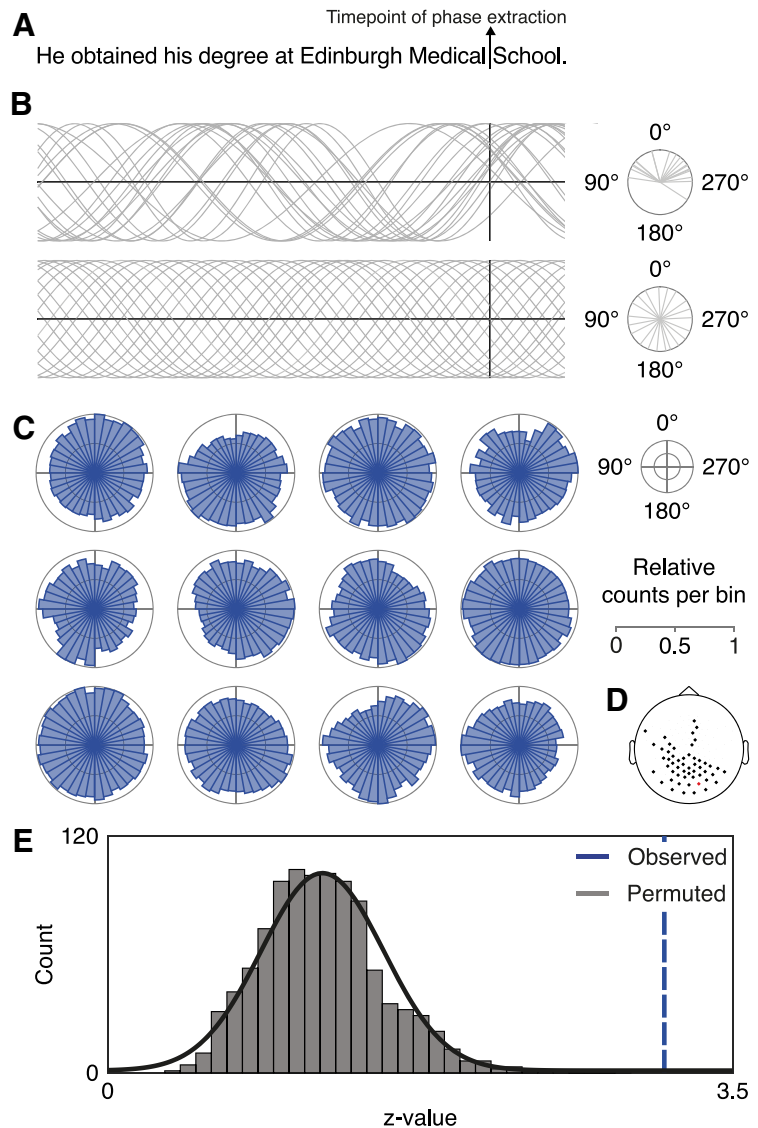 A
Timepoint of phase extraction
He obtained his degree at Edinburgh Medical School.
B
0°
90° 270°
180°
0°
90° 270°
180°
C
0°
90° 270°
180°
Relative
counts per bin
0 0.5 1
D
E
120
Observed
Permuted
Count
0
0 3.5
z-value